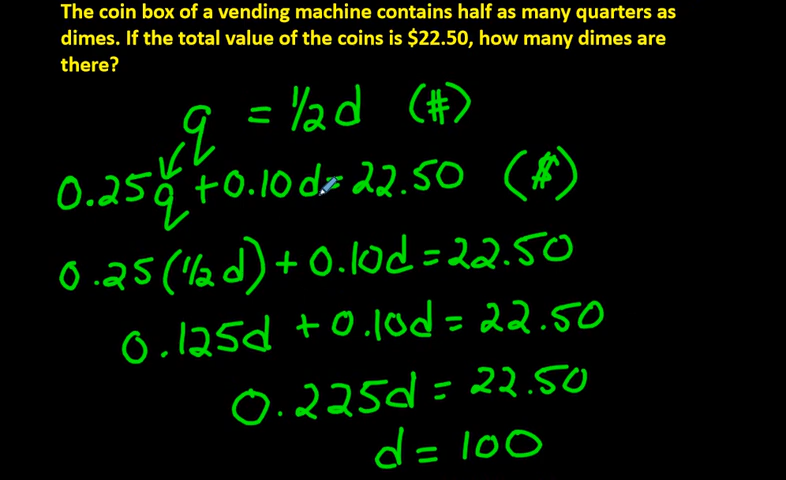 The coin box of a vending machine contains half as many quarters as
dimes. If the total value of the coins is $22.50, how many dimes are
there?
q = 1/2 d (#)
0.25q + 0.10d = 22.50 ($)
0.25(1/2 d) + 0.10d = 22.50
0.125d + 0.10d = 22.50
0.225d = 22.50
d = 100